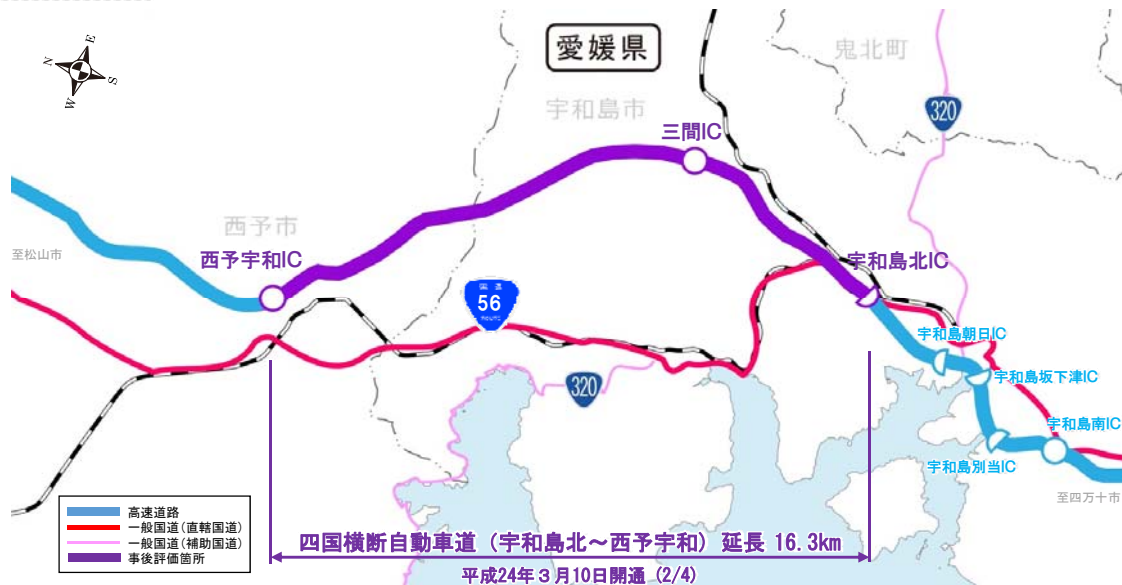 N
E
W
S
愛媛県
鬼北町
宇和島市
320
三間IC
西予市
至松山市
西予宇和IC
宇和島北IC
国道
56
ROUTE
宇和島朝日IC
320
宇和島坂下津IC
宇和島南IC
宇和島別当IC
至四万十市
高速道路
一般国道(直轄国道)
一般国道(補助国道)
事後評価箇所
四国横断自動車道(宇和島北~西予宇和)延長 16.3km
平成24年3月10日開通 (2/4)